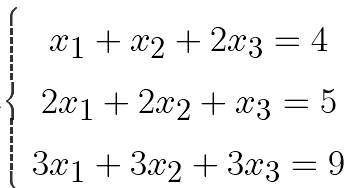 x₁ + x₂ + 2x₃ = 4
2x₁ + 2x₂ + x₃ = 5
3x₁ + 3x₂ + 3x₃ = 9